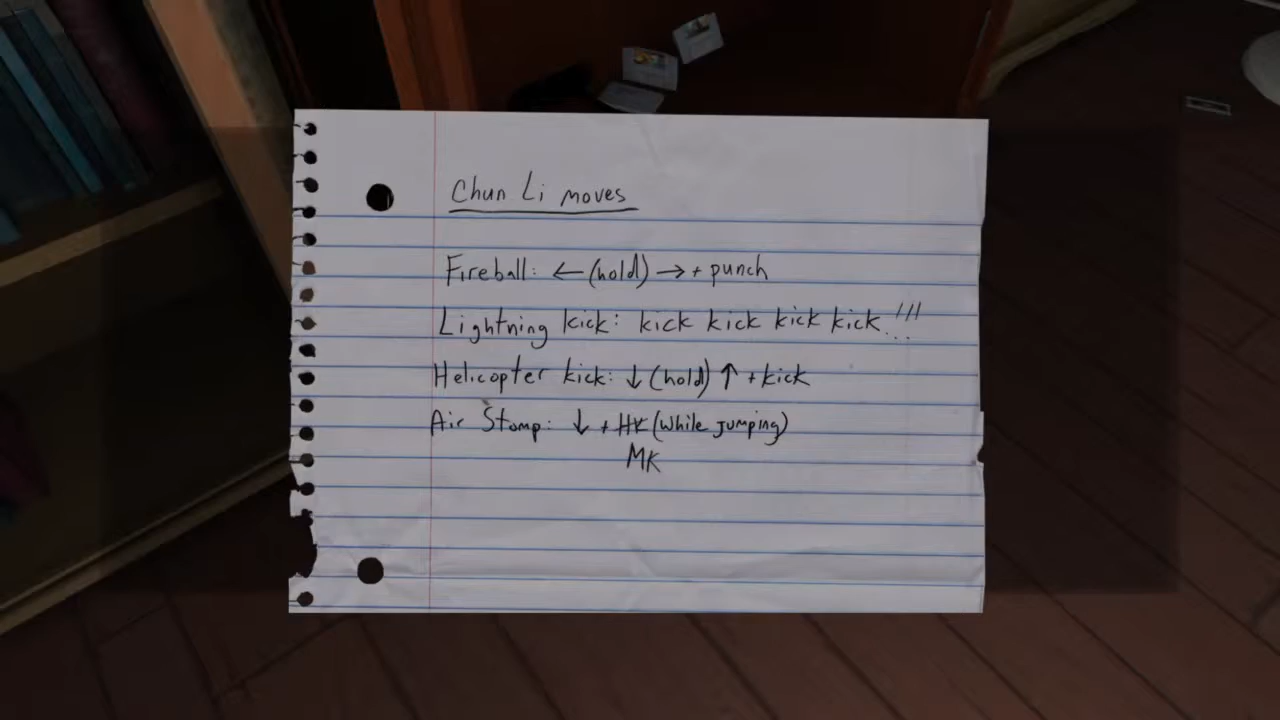 Chun Li moves
Fireball: ← (hold) → + punch
Lightning kick: kick kick kick kick...!!!
Helicopter kick: ↓ (hold) ↑ + kick
Air Stomp: ↓ + HK (while jumping)
MK